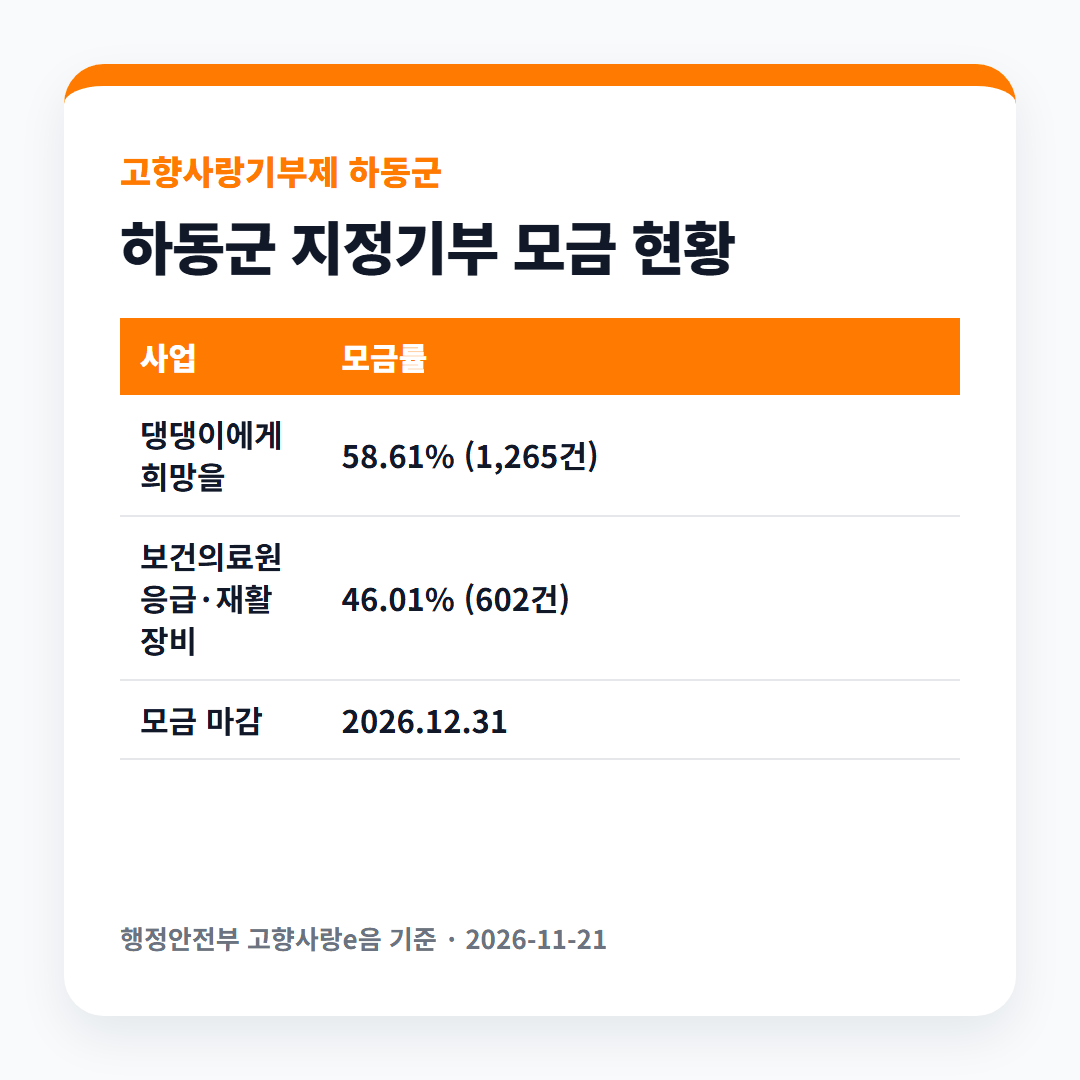 고향사랑기부제 하동군
하동군 지정기부 모금 현황
사업 모금률
댕댕이에게
희망을
58.61% (1,265건)
보건의료원
응급·재활
장비
46.01% (602건)
모금 마감 2026.12.31
행정안전부 고향사랑e음 기준 · 2026-11-21